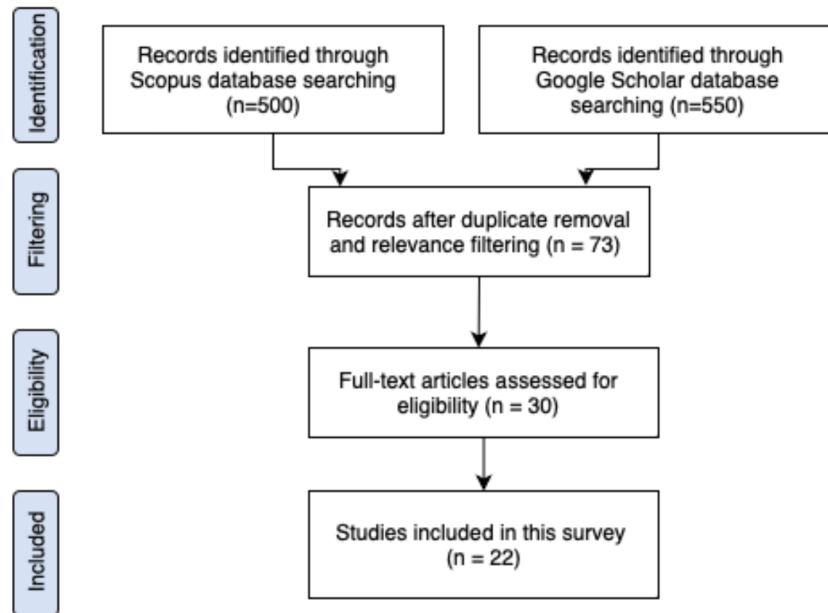 Identification
Records identified through
Scopus database searching
(n=500)
Records identified through
Google Scholar database
searching (n=550)
Filtering
Records after duplicate removal
and relevance filtering (n = 73)
Eligibility
Full-text articles assessed for
eligibility (n = 30)
Included
Studies included in this survey
(n = 22)